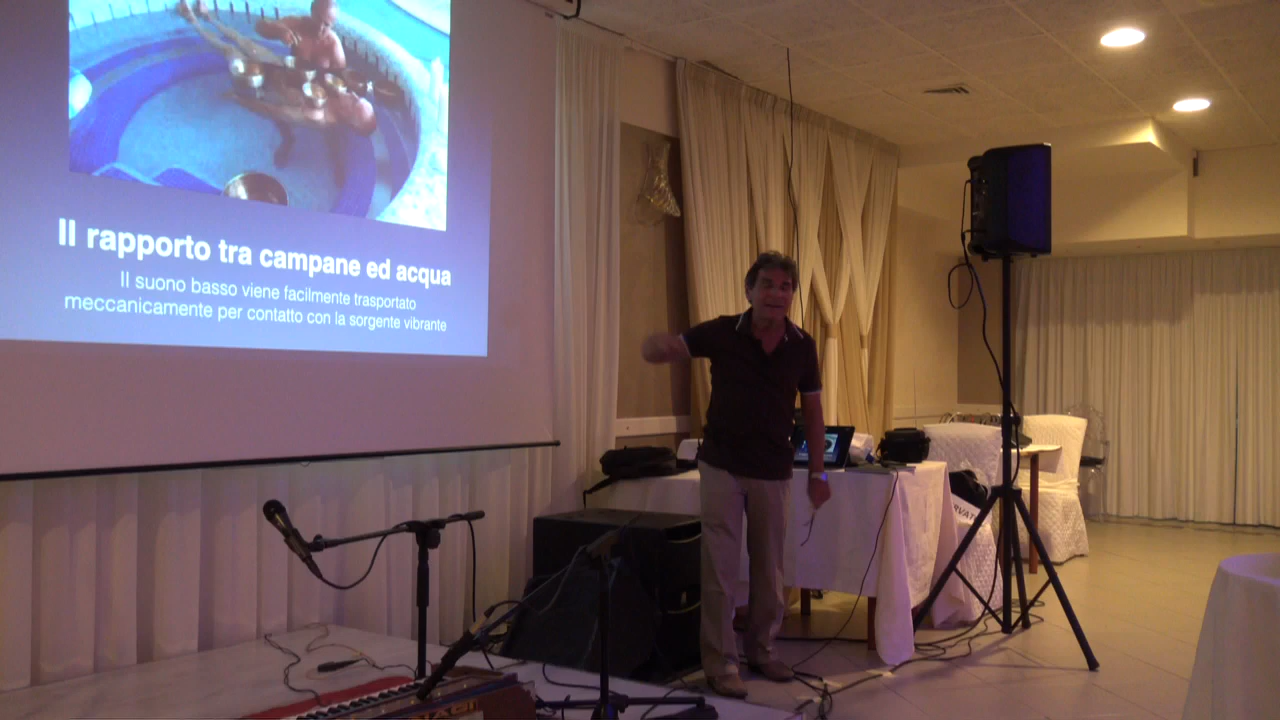 Il rapporto tra campane ed acqua
Il suono basso viene facilmente trasportato
meccanicamente per contatto con la sorgente vibrante